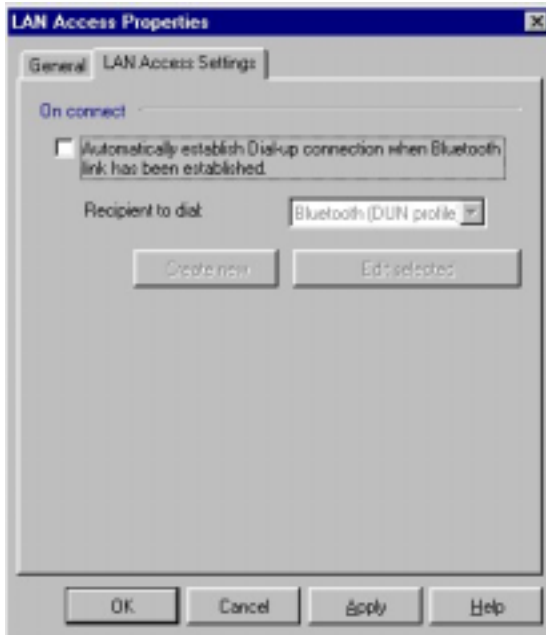 LAN Access Properties
General
LAN Access Settings
On connect
Automatically establish Dial-up connection when Bluetooth
link has been established.
Recipient to dial:
Bluetooth (DUN profile
Create new
Edit selected
OK
Cancel
Apply
Help